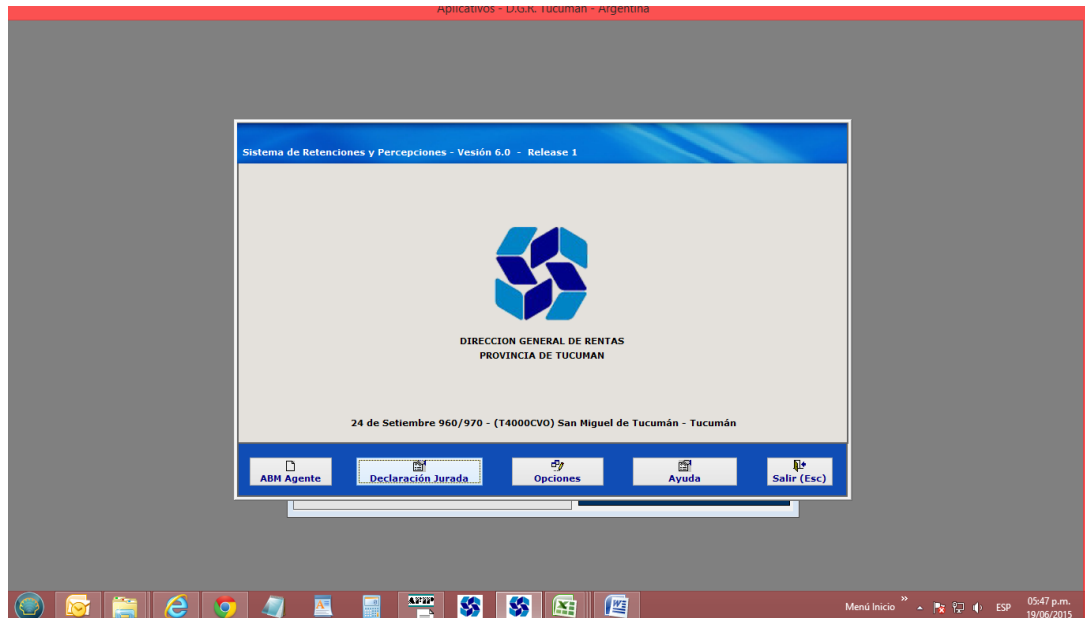 Aplicativos - D.G.R. Tucumán - Argentina
Sistema de Retenciones y Percepciones - Vesión 6.0 - Release 1
DIRECCION GENERAL DE RENTAS
PROVINCIA DE TUCUMAN
24 de Setiembre 960/970 - (T4000CVO) San Miguel de Tucumán - Tucumán
ABM Agente
Declaración Jurada
Opciones
Ayuda
Salir (Esc)
AFIP
Menú Inicio
ESP
05:47 p.m.
19/06/2015